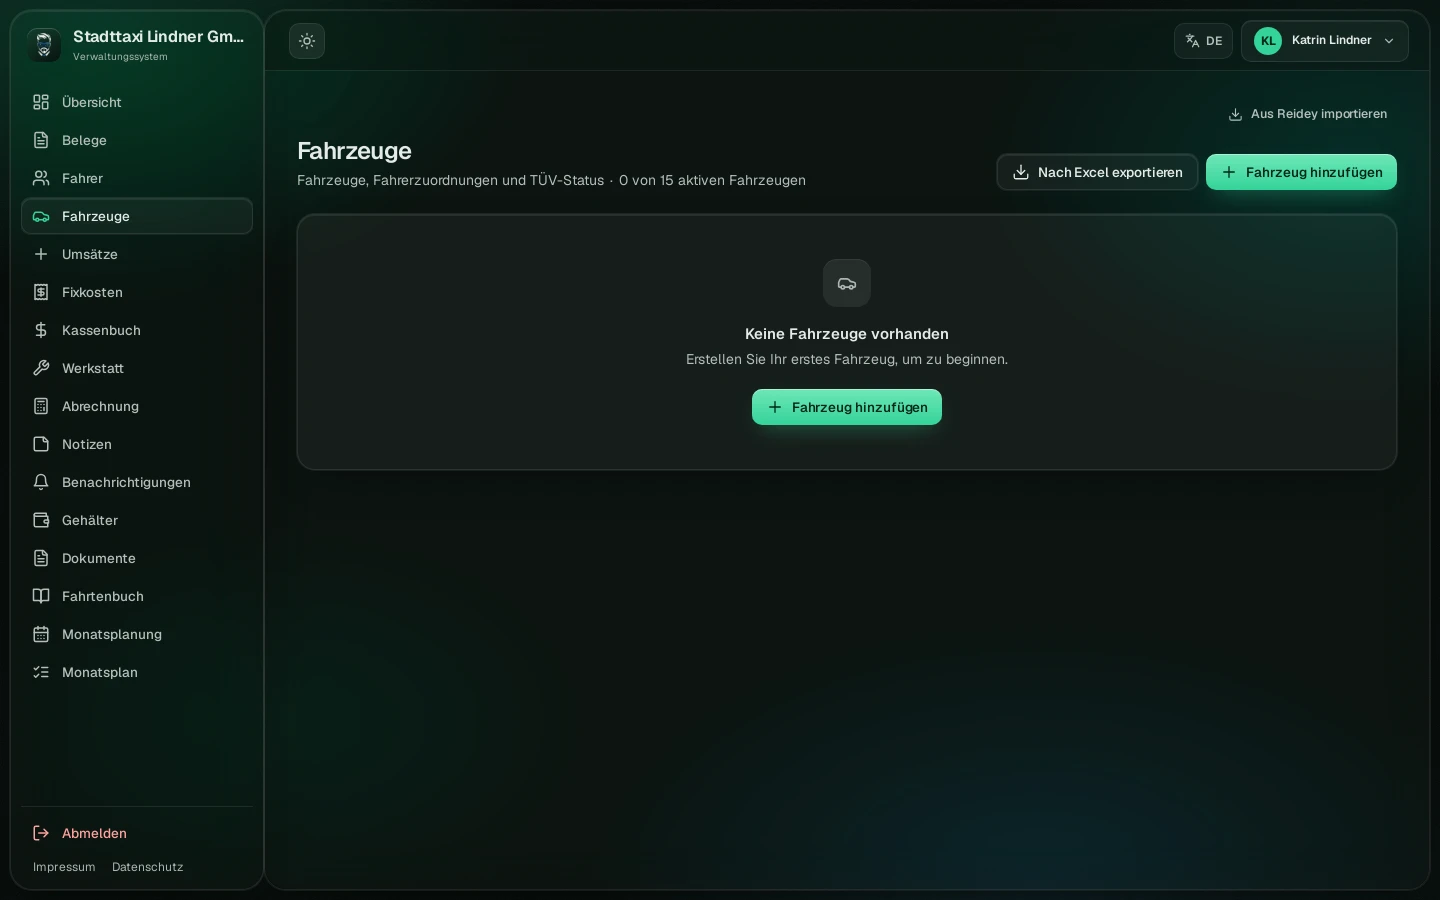 Stadttaxi Lindner Gm...
Verwaltungssystem
Übersicht
Belege
Fahrer
Fahrzeuge
Umsätze
Fixkosten
Kassenbuch
Werkstatt
Abrechnung
Notizen
Benachrichtigungen
Gehälter
Dokumente
Fahrtenbuch
Monatsplanung
Monatsplan
Abmelden
Impressum Datenschutz
DE
KL Katrin Lindner
Aus Reidey importieren
Fahrzeuge
Fahrzeuge, Fahrerzuordnungen und TÜV-Status · 0 von 15 aktiven Fahrzeugen
Nach Excel exportieren
Fahrzeug hinzufügen
Keine Fahrzeuge vorhanden
Erstellen Sie Ihr erstes Fahrzeug, um zu beginnen.
Fahrzeug hinzufügen